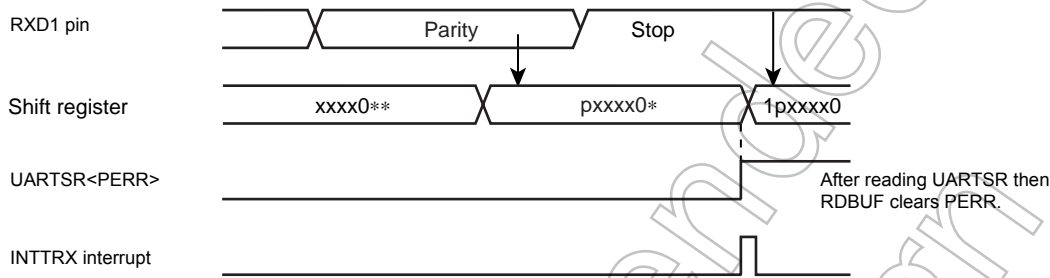 RXD1 pin
Parity
Stop
Shift register
xxxx0**
pxxxx0*
1pxxxx0
UARTSR<PERR>
After reading UARTSR then
RDBUF clears PERR.
INTTRX interrupt